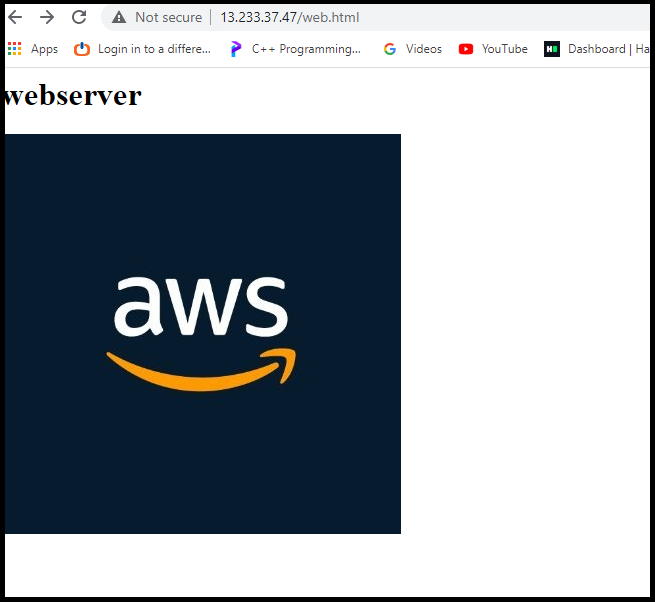 Not secure | 13.233.37.47/web.html
Apps Login in to a differe... C++ Programming... Videos YouTube Dashboard | Ha
webserver
aws